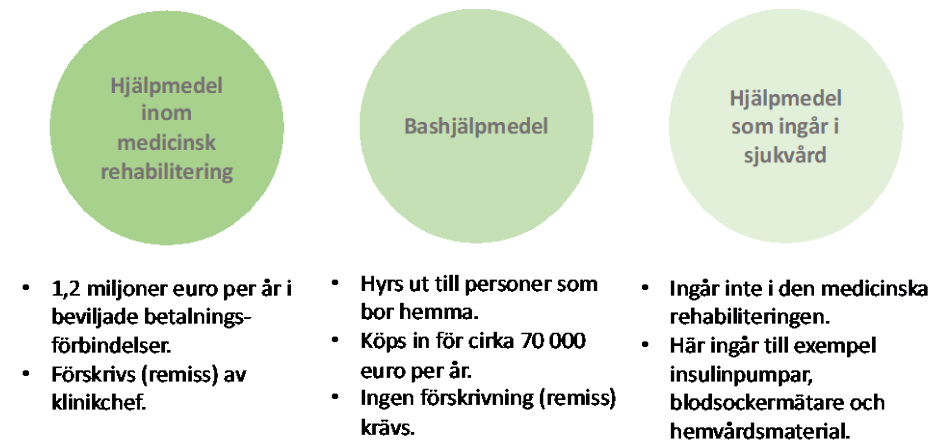 Hjälpmedel
inom
medicinsk
rehabilitering
Bashjälpmedel
Hjälpmedel
som ingår i
sjukvård
• 1,2 miljoner euro per år i
beviljade betalnings-
förbindelser.
• Förskrivs (remiss) av
klinikchef.
• Hyrs ut till personer som
bor hemma.
• Köps in för cirka 70 000
euro per år.
• Ingen förskrivning (remiss)
krävs.
• Ingår inte i den medicinska
rehabiliteringen.
• Här ingår till exempel
insulinpumpar,
blodsockermätare och
hemvårdsmaterial.